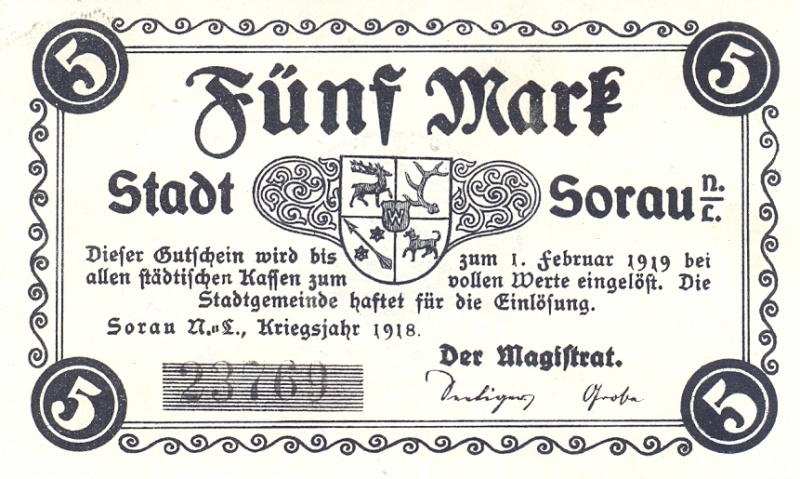 5 5
Fünf Mark
Stadt Sorau N./L.
W
Dieser Gutschein wird bis zum 1. Februar 1919 bei
allen städtischen Kassen zum vollen Werte eingelöst. Die
Stadtgemeinde haftet für die Einlösung.
Sorau N.=L., Kriegsjahr 1918.
Der Magistrat.
23769
5 5